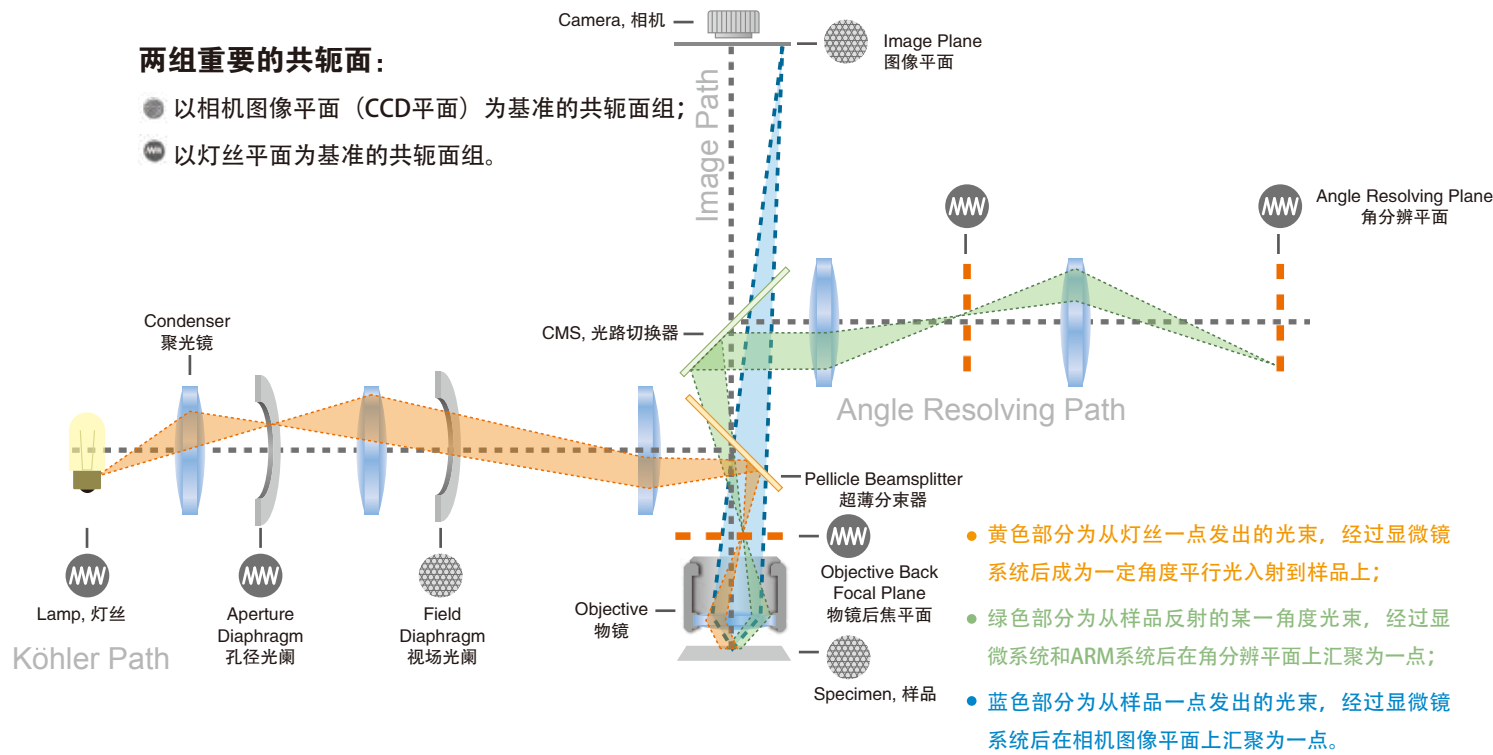 Camera, 相机
Image Plane
图像平面
两组重要的共轭面：
以相机图像平面（CCD平面）为基准的共轭面组；
以灯丝平面为基准的共轭面组。
Image Path
Angle Resolving Plane
角分辨平面
Condenser
聚光镜
CMS, 光路切换器
Angle Resolving Path
Pellicle Beamsplitter
超薄分束器
Lamp, 灯丝
Aperture
Diaphragm
孔径光阑
Field
Diaphragm
视场光阑
Köhler Path
Objective
物镜
Objective Back
Focal Plane
物镜后焦平面
Specimen, 样品
黄色部分为从灯丝一点发出的光束，经过显微镜
系统后成为一定角度平行光入射到样品上；
绿色部分为从样品反射的某一角度光束，经过显
微系统和ARM系统后在角分辨平面上汇聚为一点；
蓝色部分为从样品一点发出的光束，经过显微镜
系统后在相机图像平面上汇聚为一点。